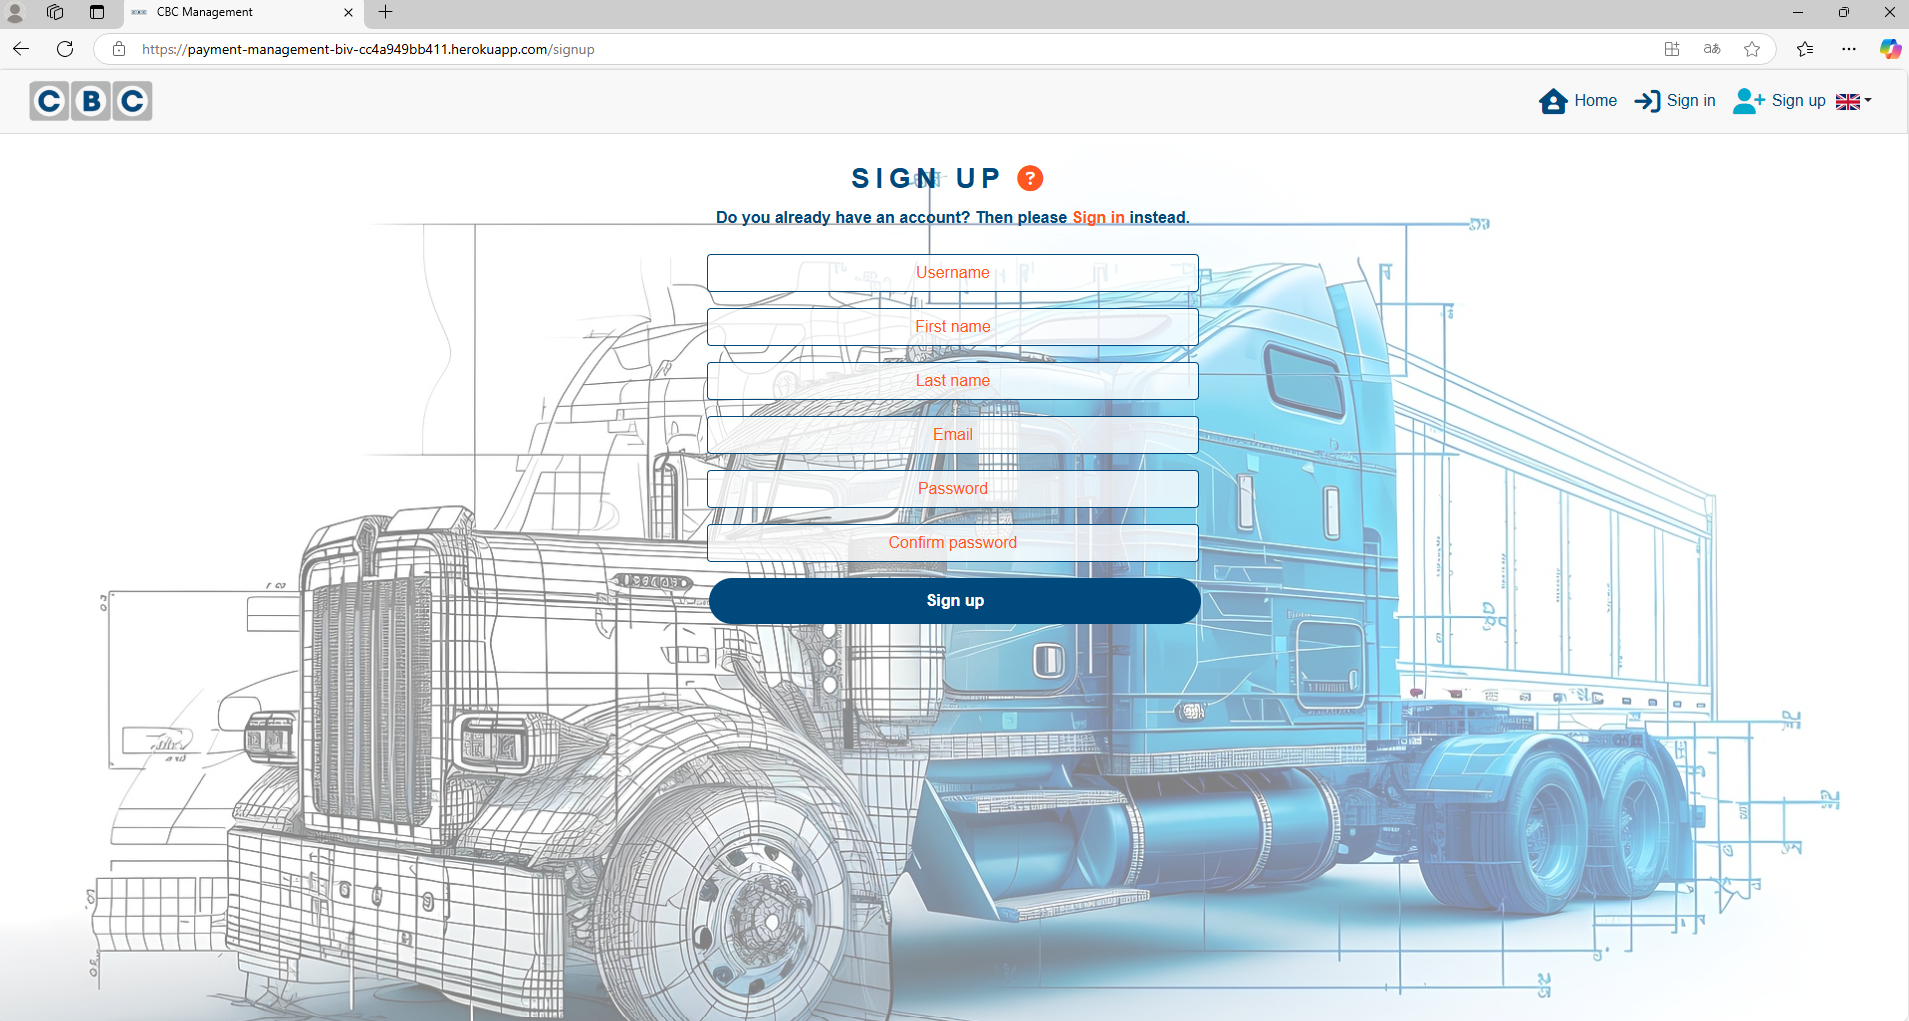 CBC Management
https://payment-management-biv-cc4a949bb411.herokuapp.com/signup
CBC
Home
Sign in
Sign up
SIGN UP ?
Do you already have an account? Then please Sign in instead.
Username
First name
Last name
Email
Password
Confirm password
Sign up